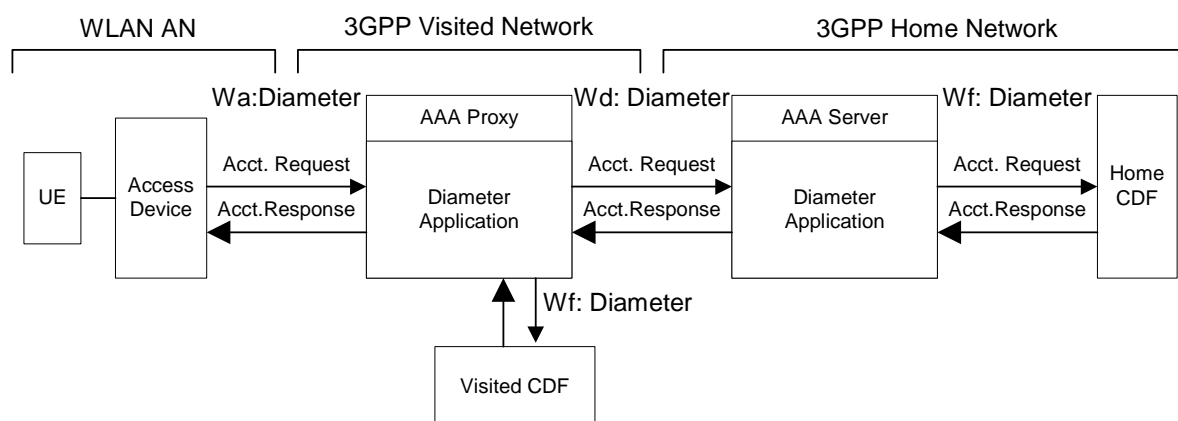 WLAN AN
3GPP Visited Network
3GPP Home Network
Wa:Diameter
Wd: Diameter
Wf: Diameter
AAA Proxy
AAA Server
UE
Access
Device
Acct. Request
Acct.Response
Diameter
Application
Acct. Request
Acct.Response
Diameter
Application
Acct. Request
Acct.Response
Home
CDF
Wf: Diameter
Visited CDF